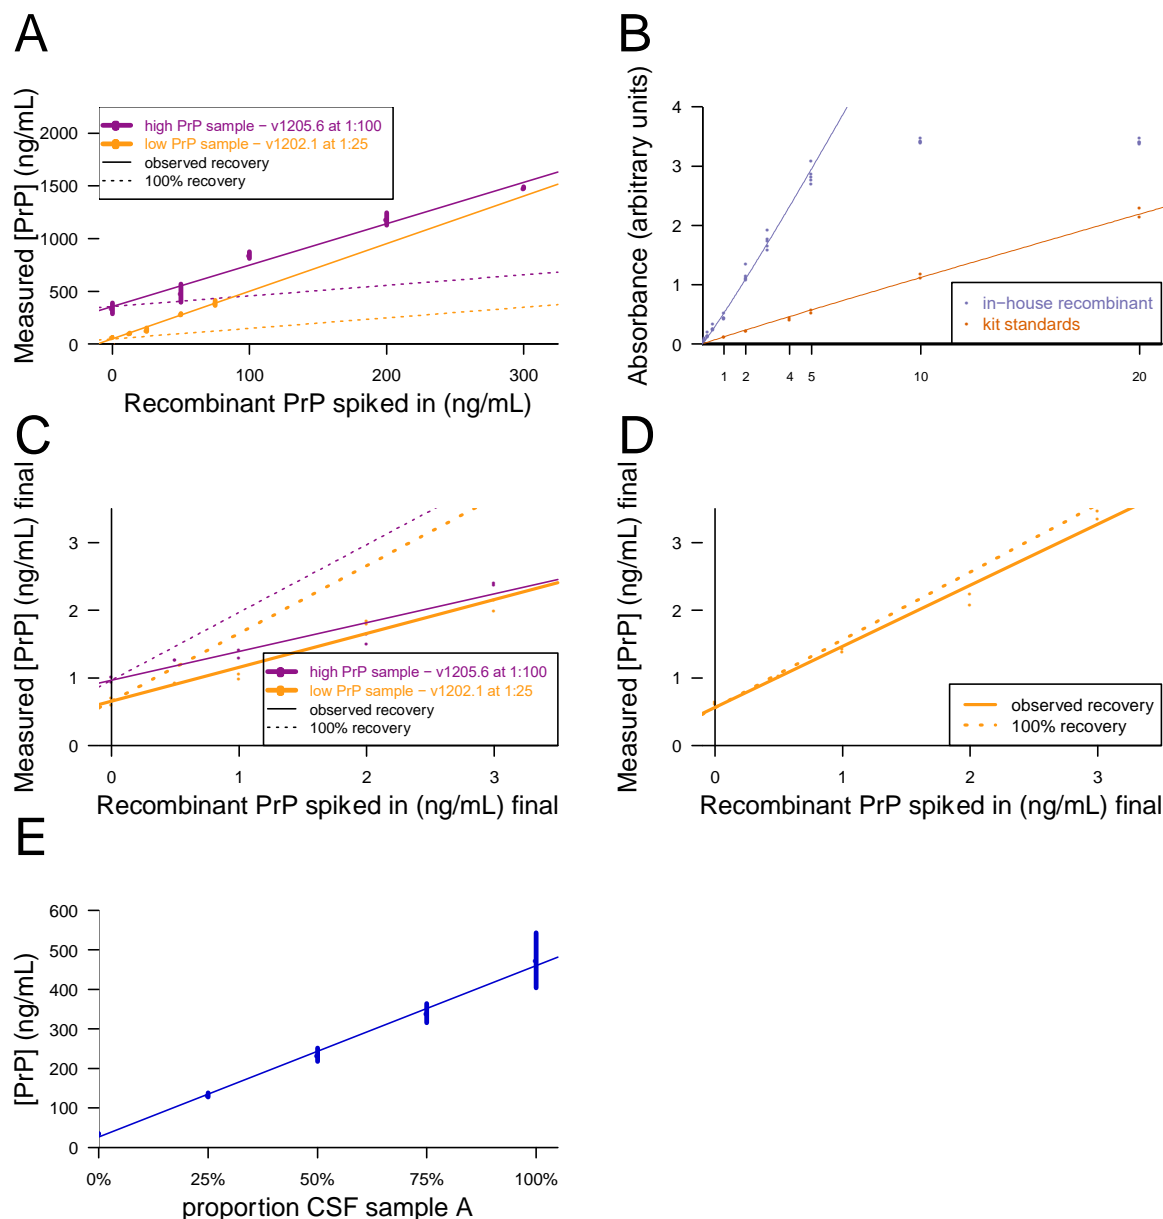 A
Measured [PrP] (ng/mL)
2000
1500
1000
500
0
high PrP sample − v1205.6 at 1:100
low PrP sample − v1202.1 at 1:25
observed recovery
100% recovery
0 100 200 300
Recombinant PrP spiked in (ng/mL)
B
Absorbance (arbitrary units)
4
3
2
1
0
in−house recombinant
kit standards
1 2 4 5 10 20
C
Measured [PrP] (ng/mL) final
3
2
1
0
high PrP sample − v1205.6 at 1:100
low PrP sample − v1202.1 at 1:25
observed recovery
100% recovery
0 1 2 3
Recombinant PrP spiked in (ng/mL) final
D
Measured [PrP] (ng/mL) final
3
2
1
0
observed recovery
100% recovery
0 1 2 3
Recombinant PrP spiked in (ng/mL) final
E
[PrP] (ng/mL)
600
500
400
300
200
100
0
0% 25% 50% 75% 100%
proportion CSF sample A